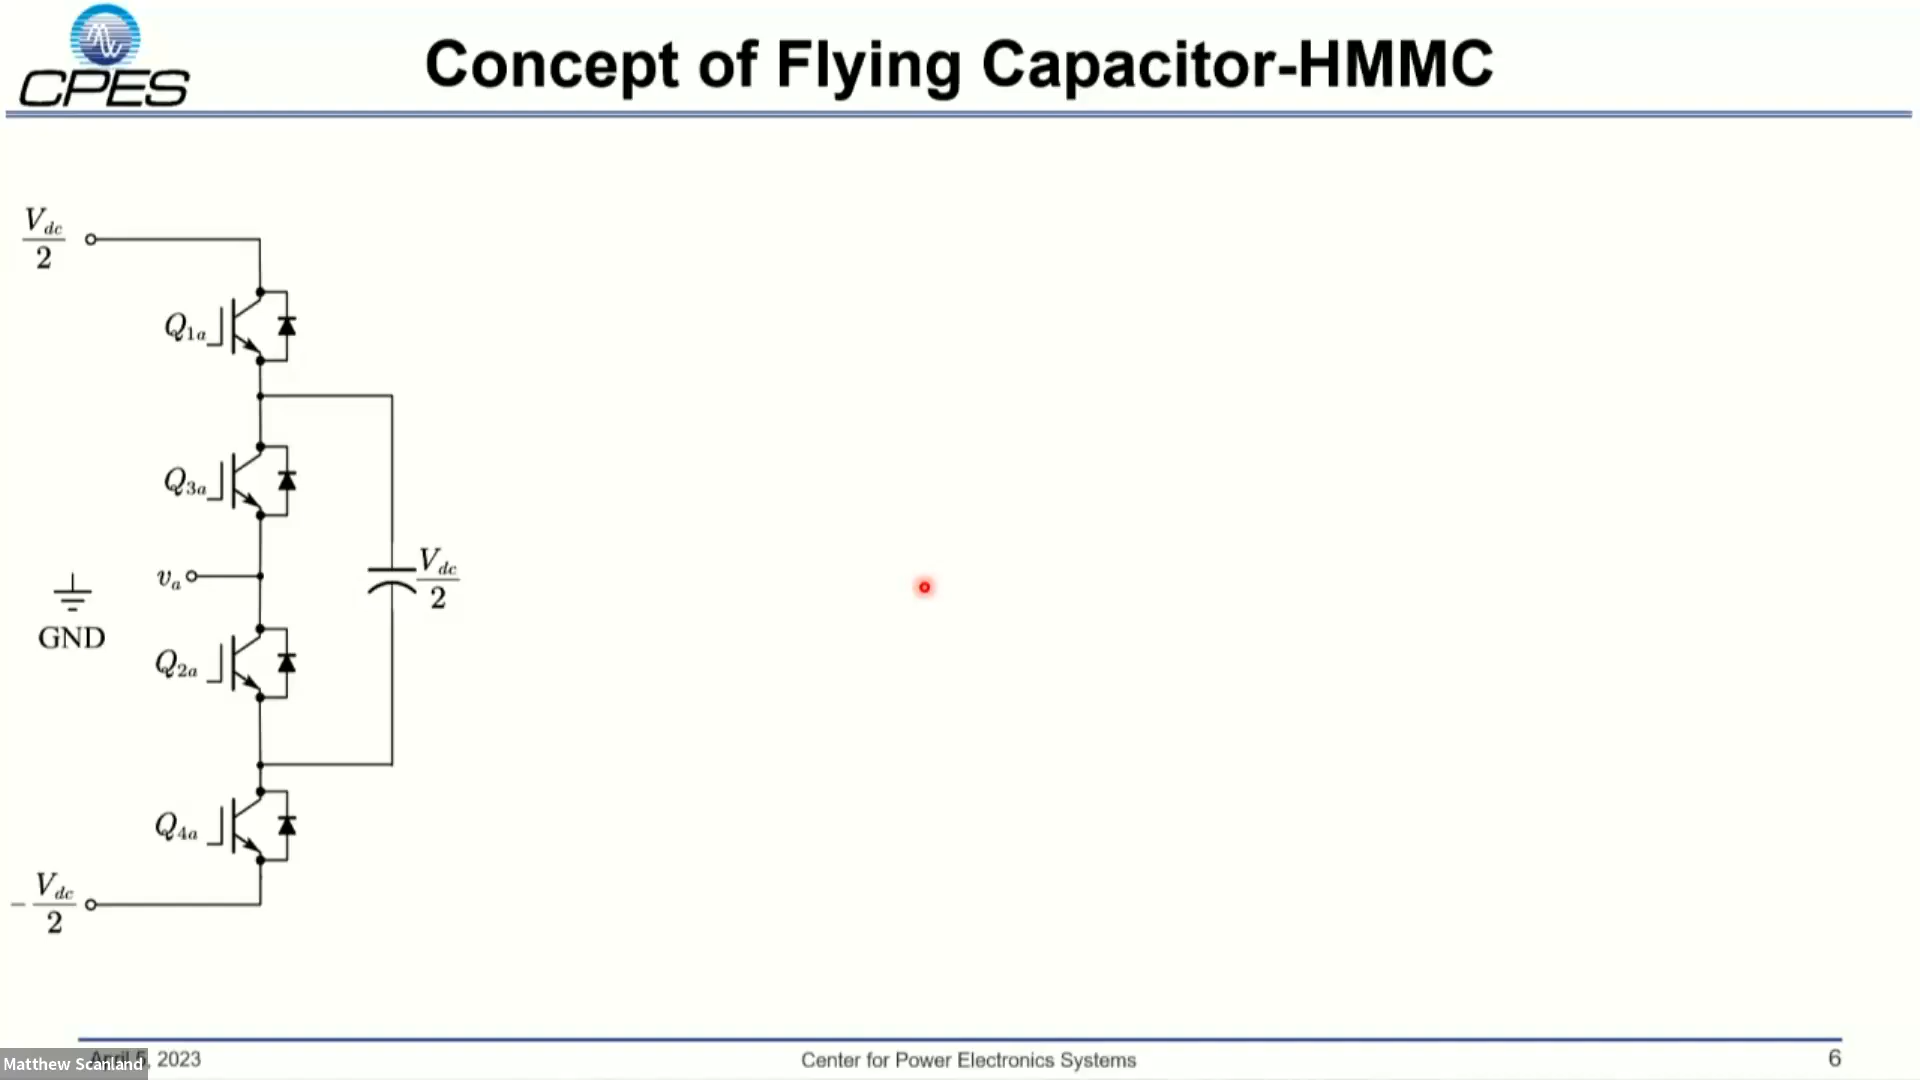 CPES
Concept of Flying Capacitor-HMMC
V_dc
2
Q_1a
Q_3a
v_a
V_dc
2
GND
Q_2a
Q_4a
- V_dc
2
April 5, 2023
Matthew Scanland
Center for Power Electronics Systems
6